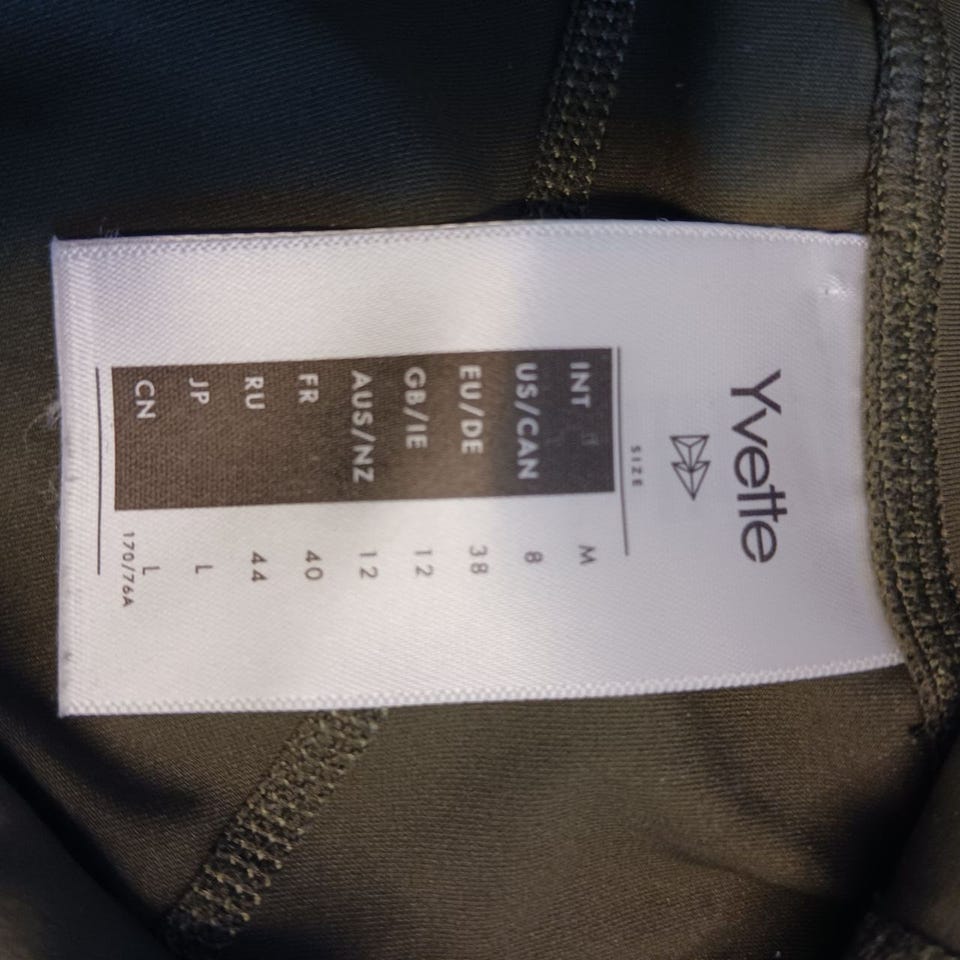 Yvette
SIZE
INT M
US/CAN 8
EU/DE 38
GB/IE 12
AUS/NZ 12
FR 40
RU 44
JP L
CN L
170/76A